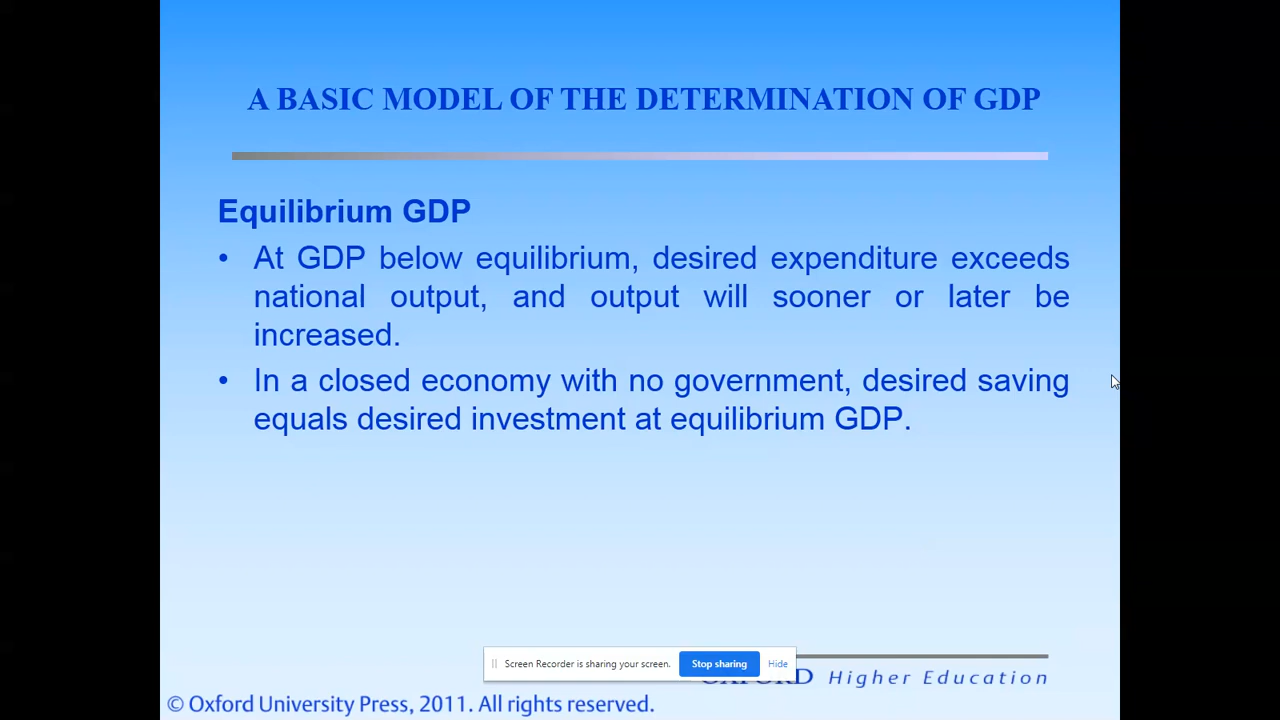 A BASIC MODEL OF THE DETERMINATION OF GDP
Equilibrium GDP
• At GDP below equilibrium, desired expenditure exceeds
national output, and output will sooner or later be
increased.
• In a closed economy with no government, desired saving
equals desired investment at equilibrium GDP.
Screen Recorder is sharing your screen. Stop sharing Hide
OXFORD Higher Education
© Oxford University Press, 2011. All rights reserved.